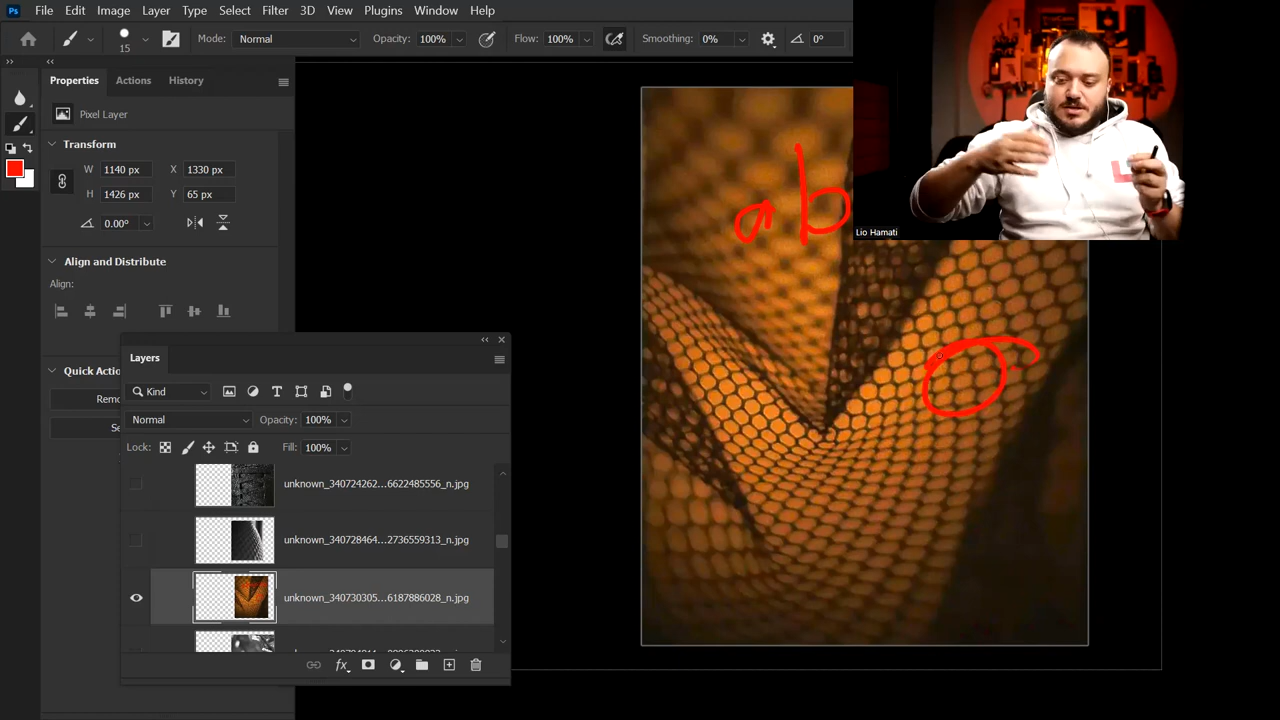 Ps File Edit Image Layer Type Select Filter 3D View Plugins Window Help
15 Mode: Normal Opacity: 100% Flow: 100% Smoothing: 0% 0°
Properties Actions History
Pixel Layer
Transform
W 1140 px X 1330 px
H 1426 px Y 65 px
0.00°
Align and Distribute
Align:
Quick Actio
Remo
Se
Layers
Kind
Normal Opacity: 100%
Lock: Fill: 100%
unknown_340724262...6622485556_n.jpg
unknown_340728464...2736559313_n.jpg
unknown_340730305...6187886028_n.jpg
fx
a b
Lio Hamati